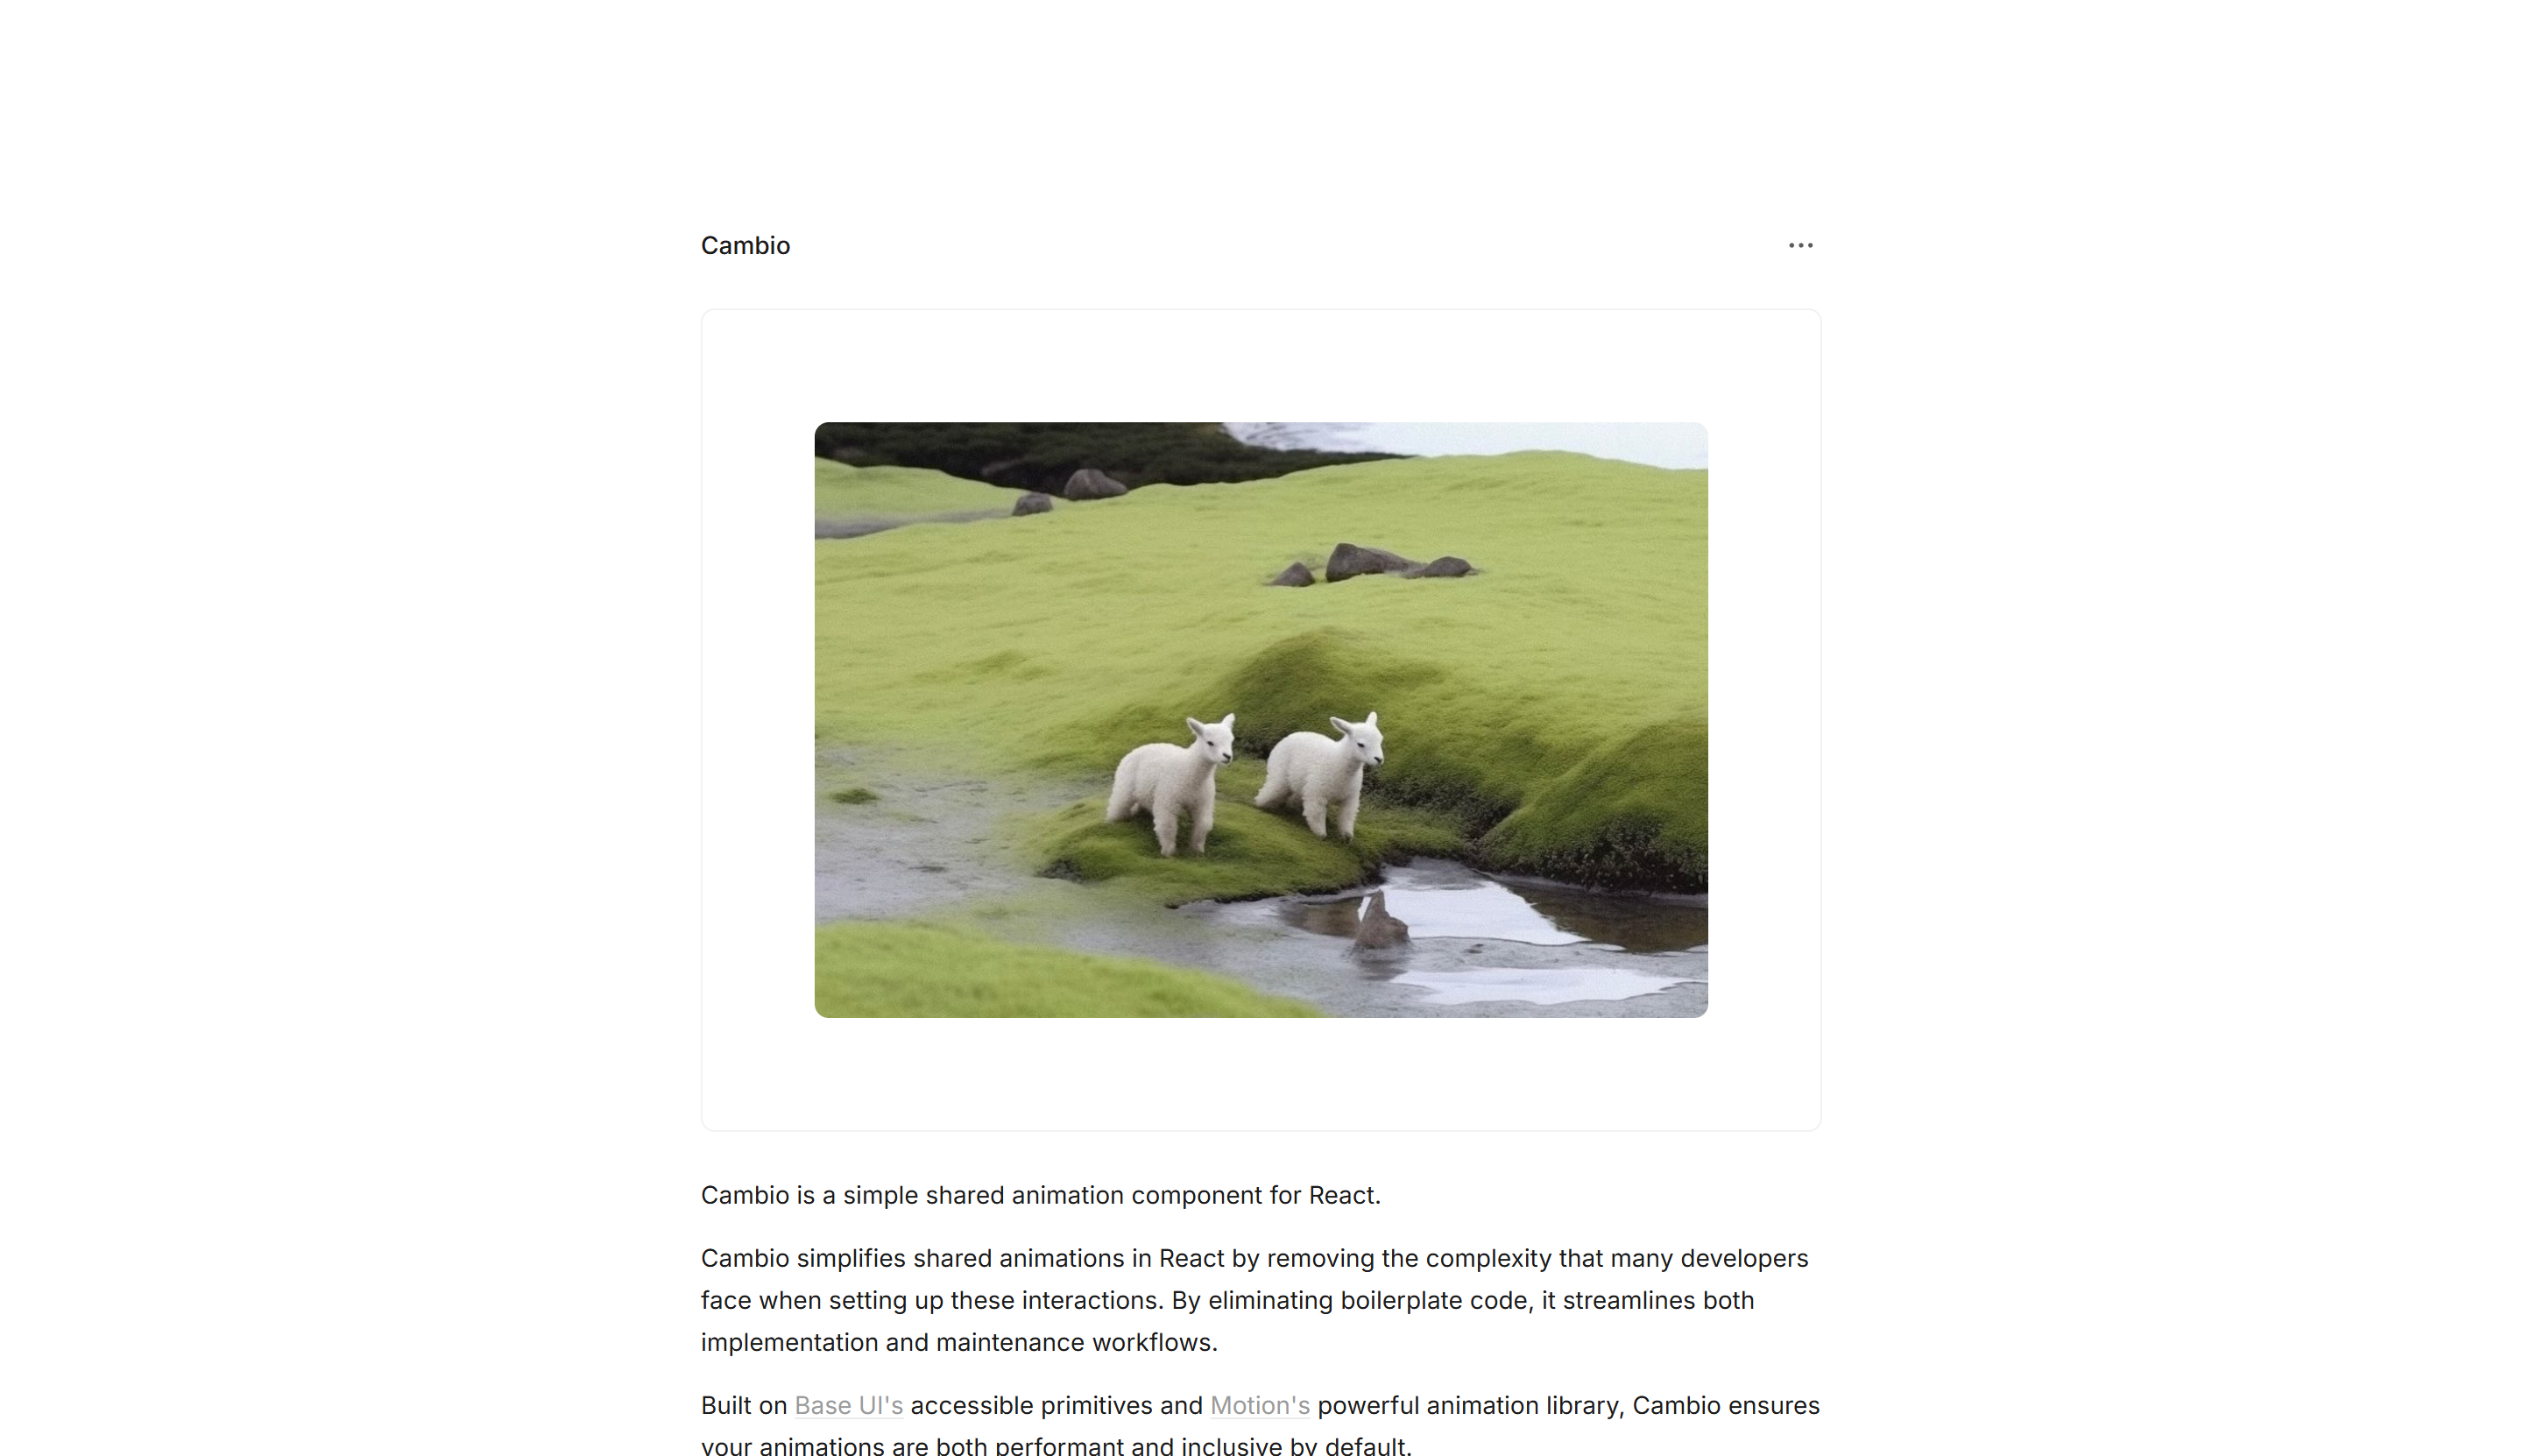 Cambio
Cambio is a simple shared animation component for React.
Cambio simplifies shared animations in React by removing the complexity that many developers
face when setting up these interactions. By eliminating boilerplate code, it streamlines both
implementation and maintenance workflows.
Built on Base UI's accessible primitives and Motion's powerful animation library, Cambio ensures
your animations are both performant and inclusive by default.